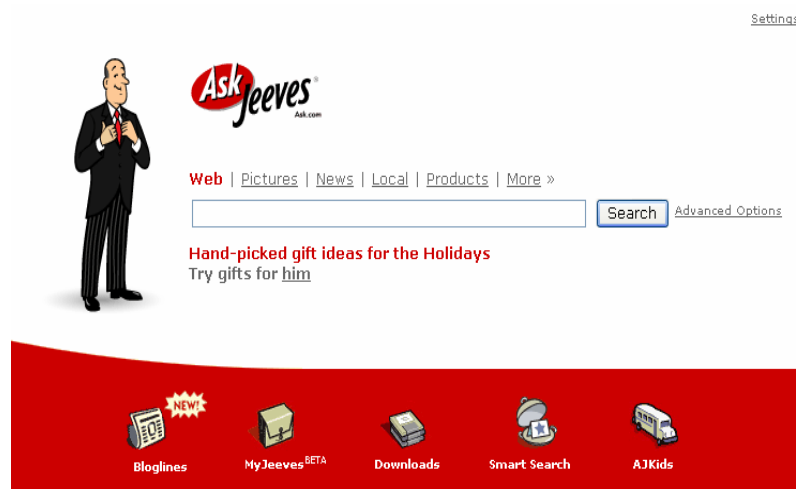 Settings
Ask Jeeves®
Ask.com
Web | Pictures | News | Local | Products | More »
Search Advanced Options
Hand-picked gift ideas for the Holidays
Try gifts for him
NEW!
Bloglines MyJeeves BETA Downloads Smart Search AJKids